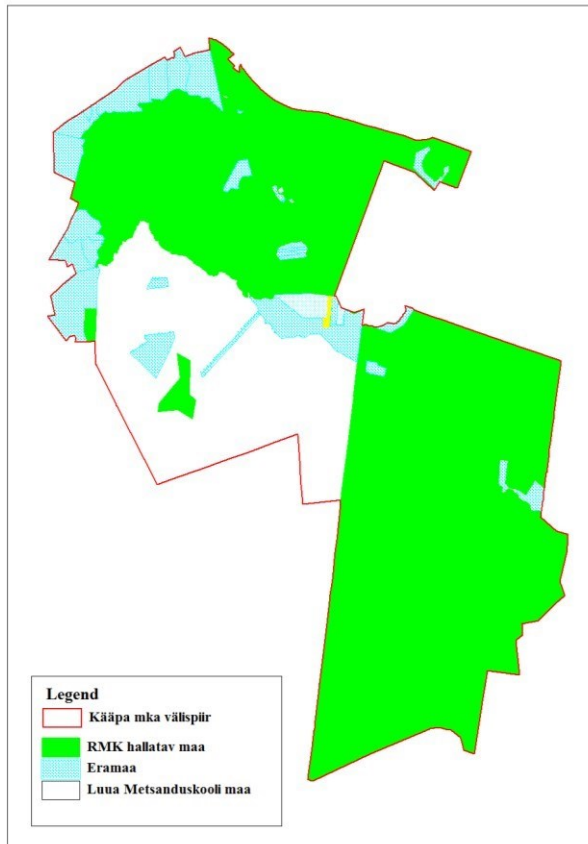 Legend
Kääpa mka välispiir
RMK hallatav maa
Eramaa
Luua Metsanduskooli maa